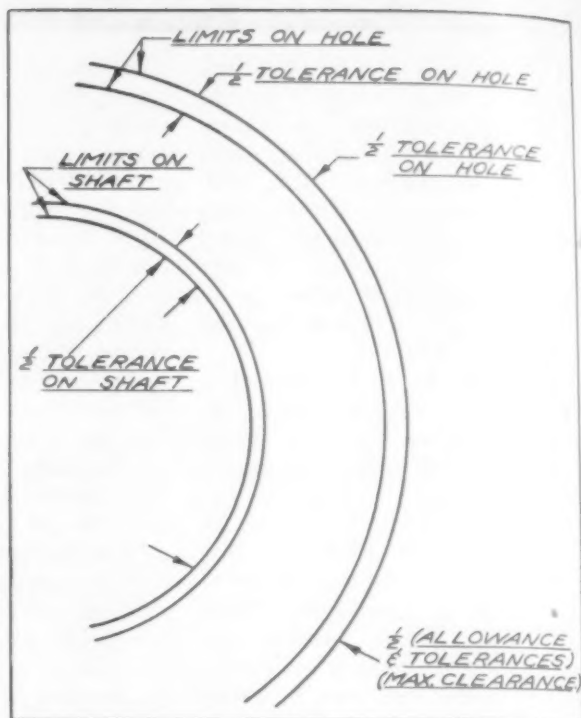 LIMITS ON HOLE
½ TOLERANCE ON HOLE
½ TOLERANCE
ON HOLE
LIMITS ON
SHAFT
½ TOLERANCE
ON SHAFT
½ (ALLOWANCE
& TOLERANCES)
(MAX. CLEARANCE)